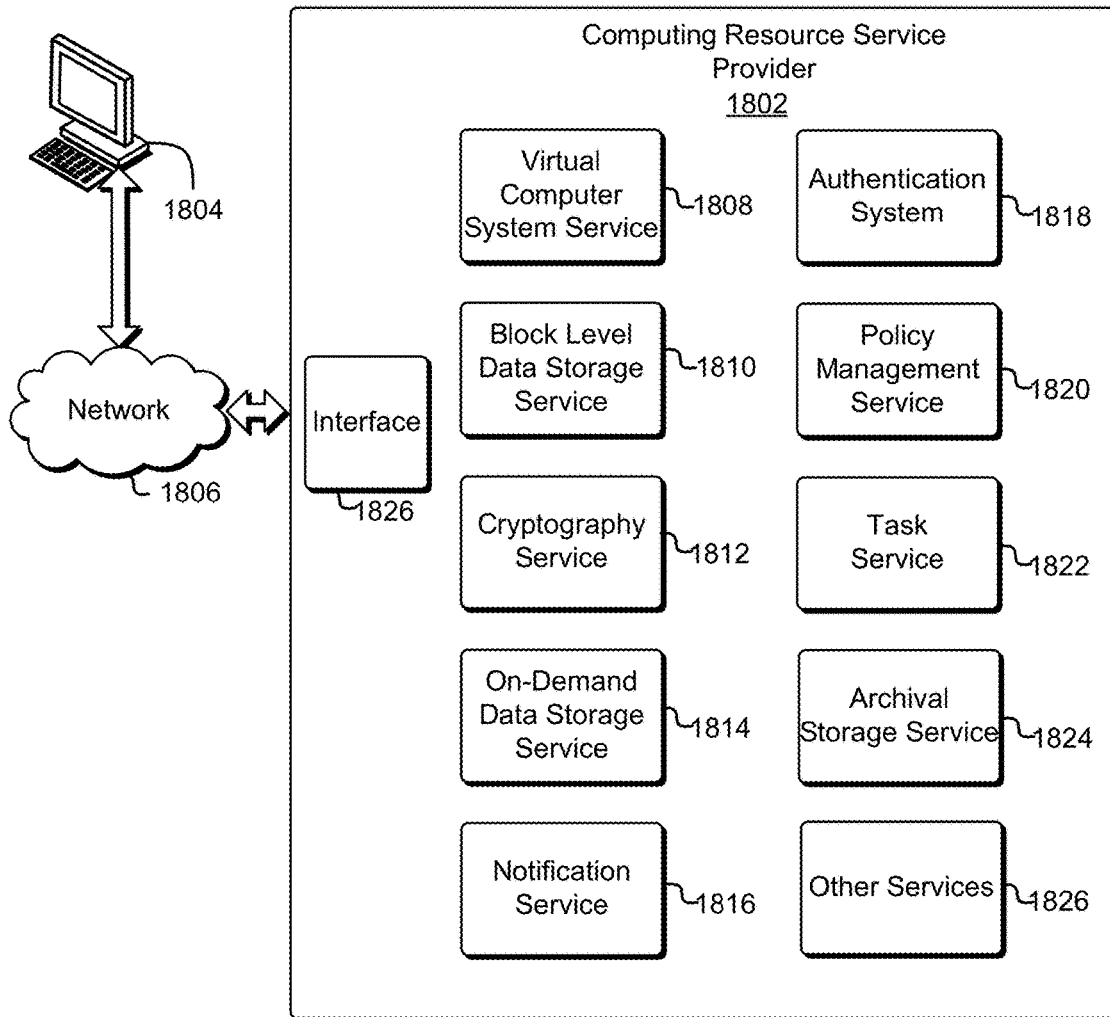 Computing Resource Service
Provider
1802
1804
Network
1806
Interface
1826
Virtual
Computer
System Service
1808
Authentication
System
1818
Block Level
Data Storage
Service
1810
Policy
Management
Service
1820
Cryptography
Service
1812
Task
Service
1822
On-Demand
Data Storage
Service
1814
Archival
Storage Service
1824
Notification
Service
1816
Other Services
1826